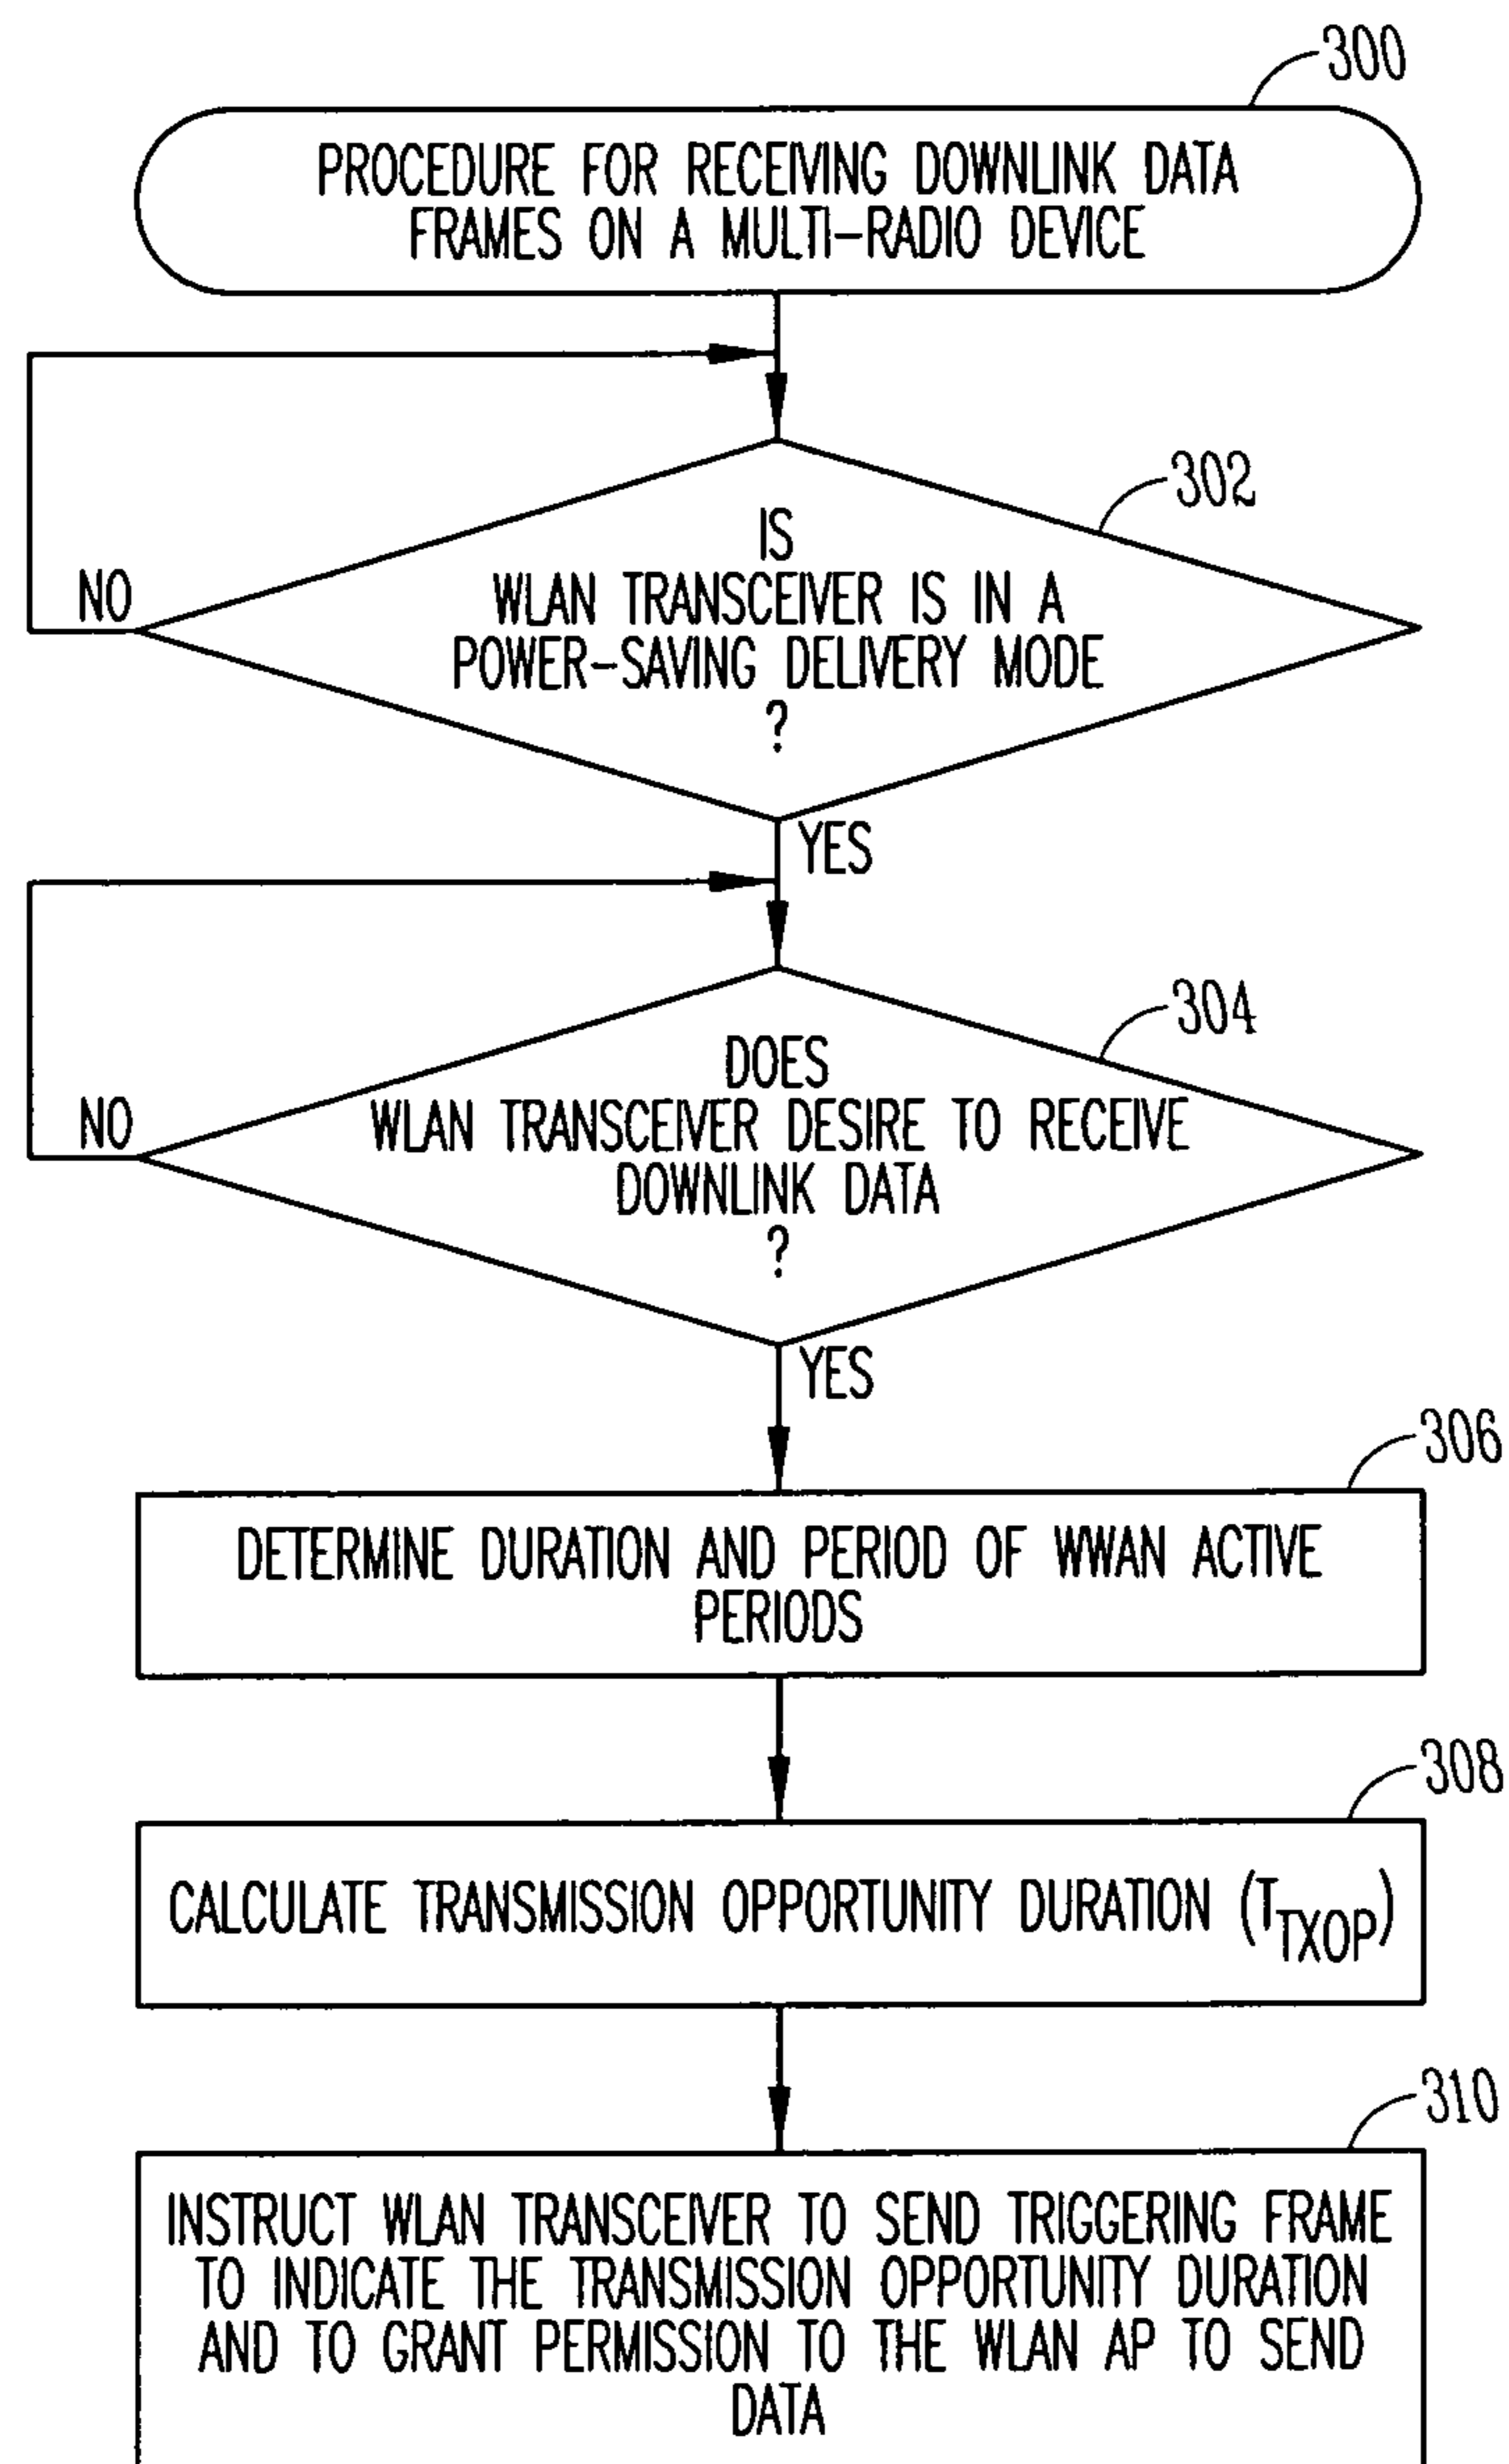 300
PROCEDURE FOR RECEIVING DOWNLINK DATA
FRAMES ON A MULTI-RADIO DEVICE
302
IS
WLAN TRANSCEIVER IS IN A
POWER-SAVING DELIVERY MODE
?
NO
YES
304
DOES
WLAN TRANSCEIVER DESIRE TO RECEIVE
DOWNLINK DATA
?
NO
YES
306
DETERMINE DURATION AND PERIOD OF WWAN ACTIVE
PERIODS
308
CALCULATE TRANSMISSION OPPORTUNITY DURATION (TTXOP)
310
INSTRUCT WLAN TRANSCEIVER TO SEND TRIGGERING FRAME
TO INDICATE THE TRANSMISSION OPPORTUNITY DURATION
AND TO GRANT PERMISSION TO THE WLAN AP TO SEND
DATA